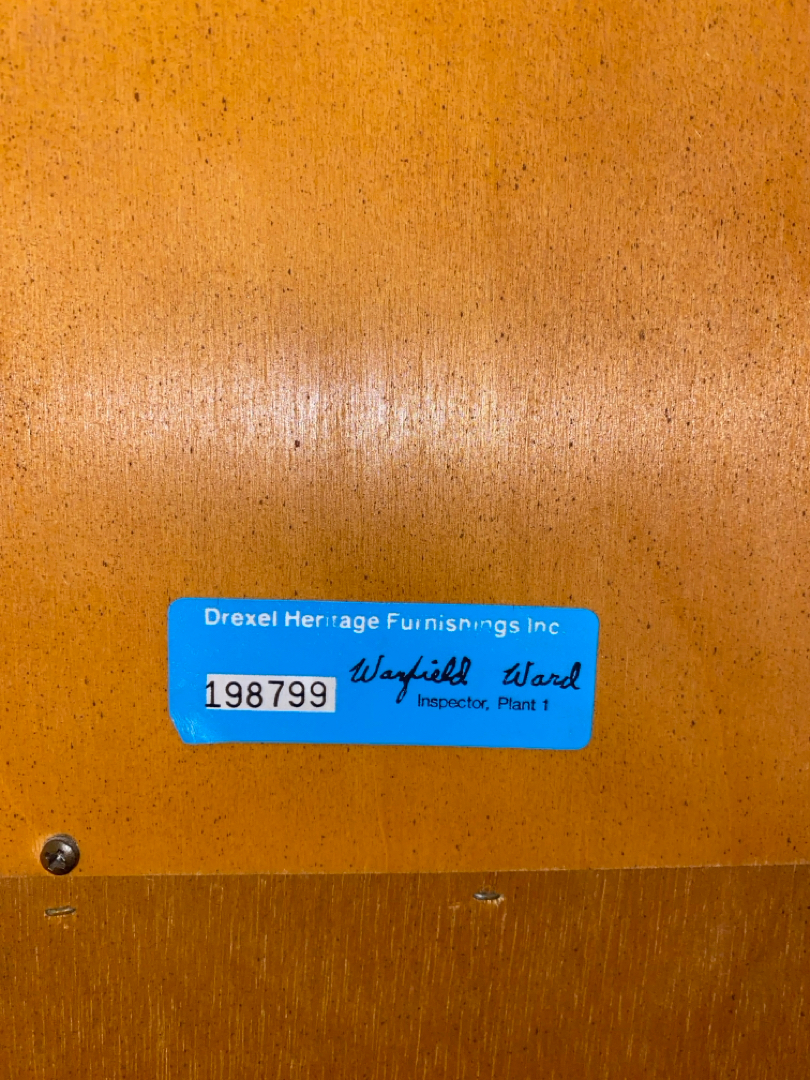 Drexel Heritage Furnishings Inc
Warfield Ward
198799
Inspector, Plant 1